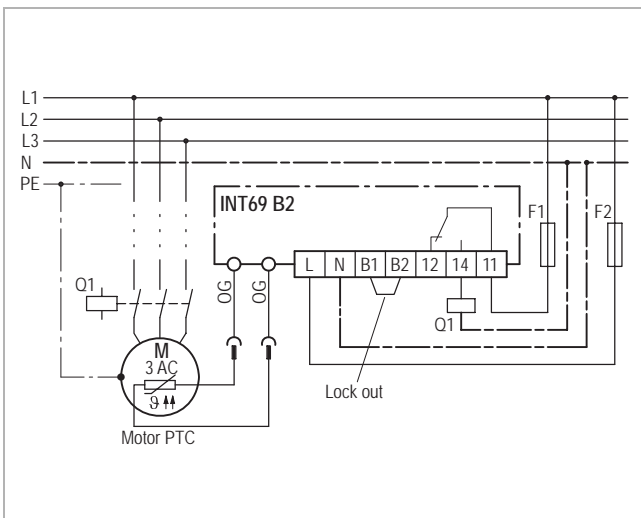 L1
L2
L3
N
PE
INT69 B2
F1
F2
L N B1 B2 12 14 11
OG
OG
Q1
Q1
M
3 AC
ϑ
Lock out
Motor PTC